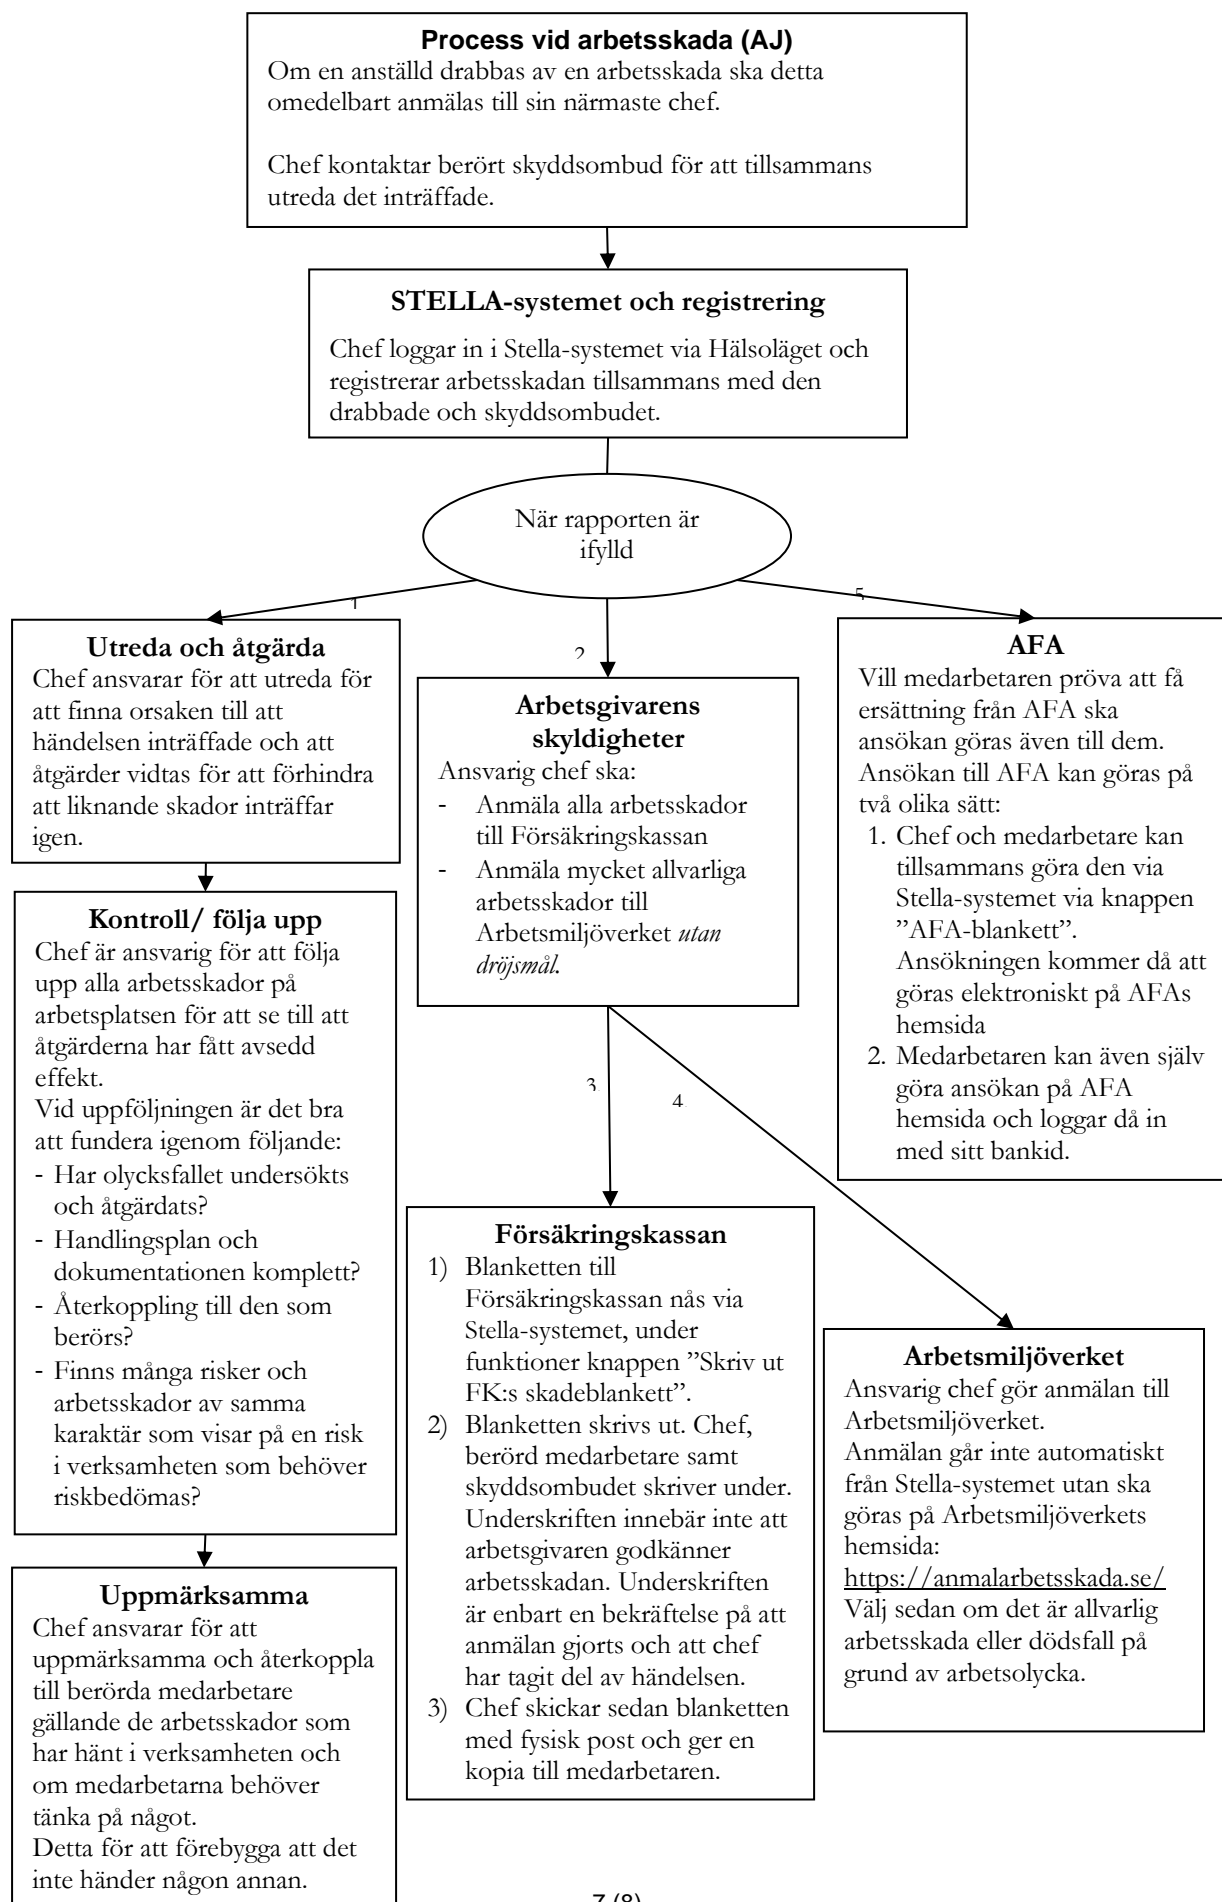 Process vid arbetsskada (AJ)
Om en anställd drabbas av en arbetsskada ska detta
omedelbart anmälas till sin närmaste chef.
Chef kontaktar berört skyddsombud för att tillsammans
utreda det inträffade.
STELLA-systemet och registrering
Chef loggar in i Stella-systemet via Hälsoläget och
registrerar arbetsskadan tillsammans med den
drabbade och skyddsombudet.
När rapporten är
ifylld
1
Utreda och åtgärda
Chef ansvarar för att utreda för
att finna orsaken till att
händelsen inträffade och att
åtgärder vidtas för att förhindra
att liknande skador inträffar
igen.
Kontroll/ följa upp
Chef är ansvarig för att följa
upp alla arbetsskador på
arbetsplatsen för att se till att
åtgärderna har fått avsedd
effekt.
Vid uppföljningen är det bra
att fundera igenom följande:
- Har olycksfallet undersökts
och åtgärdats?
- Handlingsplan och
dokumentationen komplett?
- Återkoppling till den som
berörs?
- Finns många risker och
arbetsskador av samma
karaktär som visar på en risk
i verksamheten som behöver
riskbedömas?
Uppmärksamma
Chef ansvarar för att
uppmärksamma och återkoppla
till berörda medarbetare
gällande de arbetsskador som
har hänt i verksamheten och
om medarbetarna behöver
tänka på något.
Detta för att förebygga att det
inte händer någon annan.
2
Arbetsgivarens
skyldigheter
Ansvarig chef ska:
- Anmäla alla arbetsskador
till Försäkringskassan
- Anmäla mycket allvarliga
arbetsskador till
Arbetsmiljöverket utan
dröjsmål.
3
4
Försäkringskassan
1) Blanketten till
Försäkringskassan nås via
Stella-systemet, under
funktioner knappen ”Skriv ut
FK:s skadeblankett”.
2) Blanketten skrivs ut. Chef,
berörd medarbetare samt
skyddsombudet skriver under.
Underskriften innebär inte att
arbetsgivaren godkänner
arbetsskadan. Underskriften
är enbart en bekräftelse på att
anmälan gjorts och att chef
har tagit del av händelsen.
3) Chef skickar sedan blanketten
med fysisk post och ger en
kopia till medarbetaren.
5
AFA
Vill medarbetaren pröva att få
ersättning från AFA ska
ansökan göras även till dem.
Ansökan till AFA kan göras på
två olika sätt:
1. Chef och medarbetare kan
tillsammans göra den via
Stella-systemet via knappen
”AFA-blankett”.
Ansökningen kommer då att
göras elektroniskt på AFAs
hemsida
2. Medarbetaren kan även själv
göra ansökan på AFA
hemsida och loggar då in
med sitt bankid.
Arbetsmiljöverket
Ansvarig chef gör anmälan till
Arbetsmiljöverket.
Anmälan går inte automatiskt
från Stella-systemet utan ska
göras på Arbetsmiljöverkets
hemsida:
https://anmalarbetsskada.se/
Välj sedan om det är allvarlig
arbetsskada eller dödsfall på
grund av arbetsolycka.
7 (8)